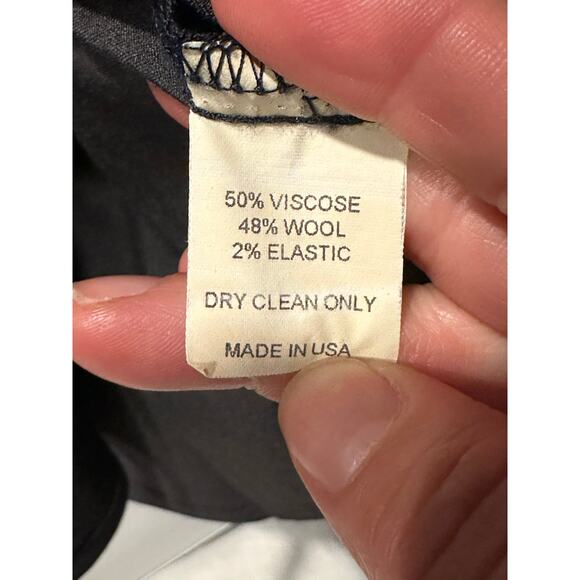 50% VISCOSE
48% WOOL
2% ELASTIC
DRY CLEAN ONLY
MADE IN USA